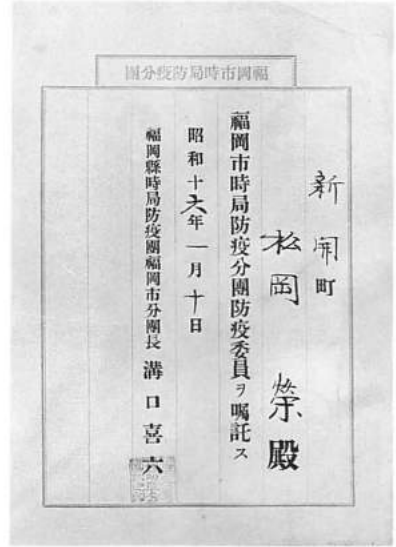 福岡市時局防疫分團
新開町
松岡榮殿
福岡市時局防疫分團防疫委員ヲ囑託ス
昭和十六年一月十日
福岡縣時局防疫團福岡市分團長 溝口喜六